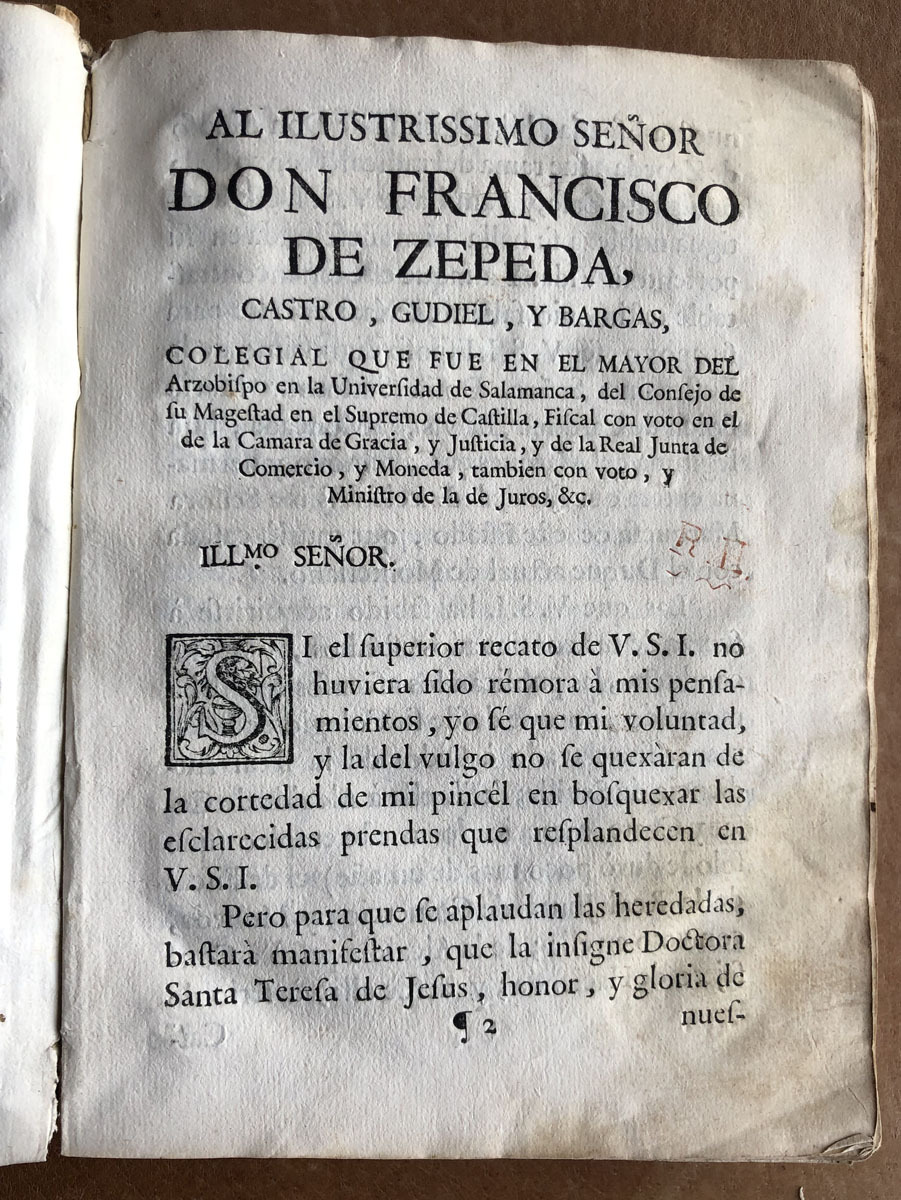 AL ILUSTRISSIMO SEÑOR
DON FRANCISCO
DE ZEPEDA,
CASTRO, GUDIEL, Y BARGAS,
COLEGIAL QUE FUE EN EL MAYOR DEL
Arzobiſpo en la Univerſidad de Salamanca, del Conſejo de
ſu Mageſtad en el Supremo de Caſtilla, Fiſcal con voto en el
de la Camara de Gracia, y Juſticia, y de la Real Junta de
Comercio, y Moneda, tambien con voto, y
Miniſtro de la de Juros, &c.
ILL.MO SEÑOR.
SI el ſuperior recato de V. S. I. nó
huviera ſido rémora à mis penſa-
mientos, yo ſé que mi voluntad,
y la del vulgo no ſe quexàran de
la cortedad de mi pincél en boſquexar las
eſclarecidas prendas que reſplandecen en
V. S. I.
Pero para que ſe aplaudan las heredadas,
baſtarà manifeſtar, que la inſigne Doctora
Santa Tereſa de Jeſus, honor, y gloria de
¶ 2 nueſ-